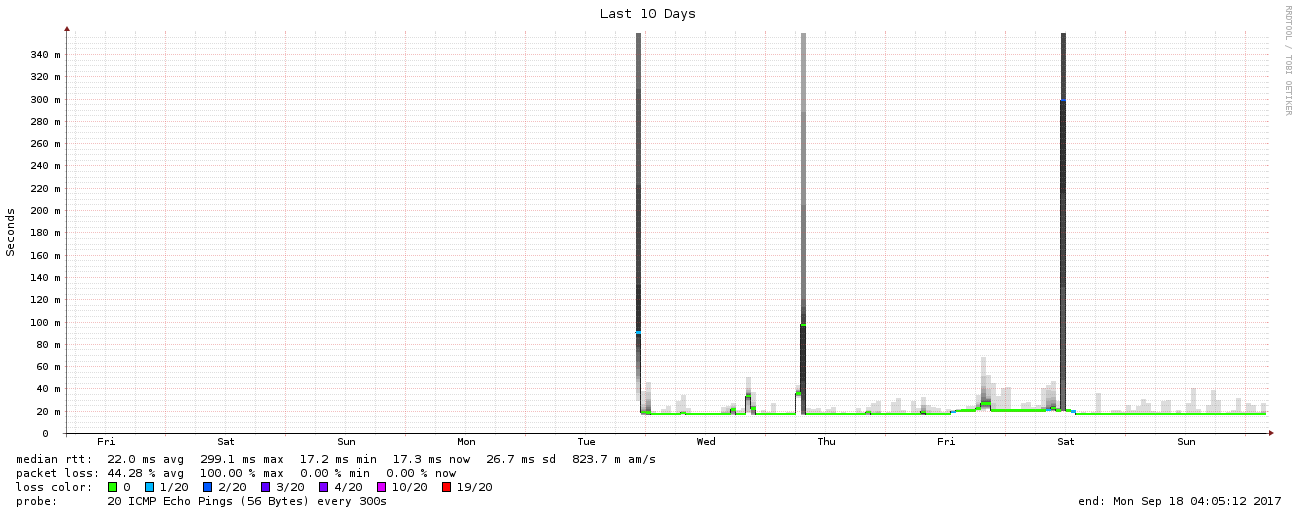 Last 10 Days
RRDTOOL / TOBI OETIKER
Seconds
340 m
320 m
300 m
280 m
260 m
240 m
220 m
200 m
180 m
160 m
140 m
120 m
100 m
80 m
60 m
40 m
20 m
0
Fri Sat Sun Mon Tue Wed Thu Fri Sat Sun
median rtt: 22.0 ms avg 299.1 ms max 17.2 ms min 17.3 ms now 26.7 ms sd 823.7 m am/s
packet loss: 44.28 % avg 100.00 % max 0.00 % min 0.00 % now
loss color: 0 1/20 2/20 3/20 4/20 10/20 19/20
probe: 20 ICMP Echo Pings (56 Bytes) every 300s end: Mon Sep 18 04:05:12 2017